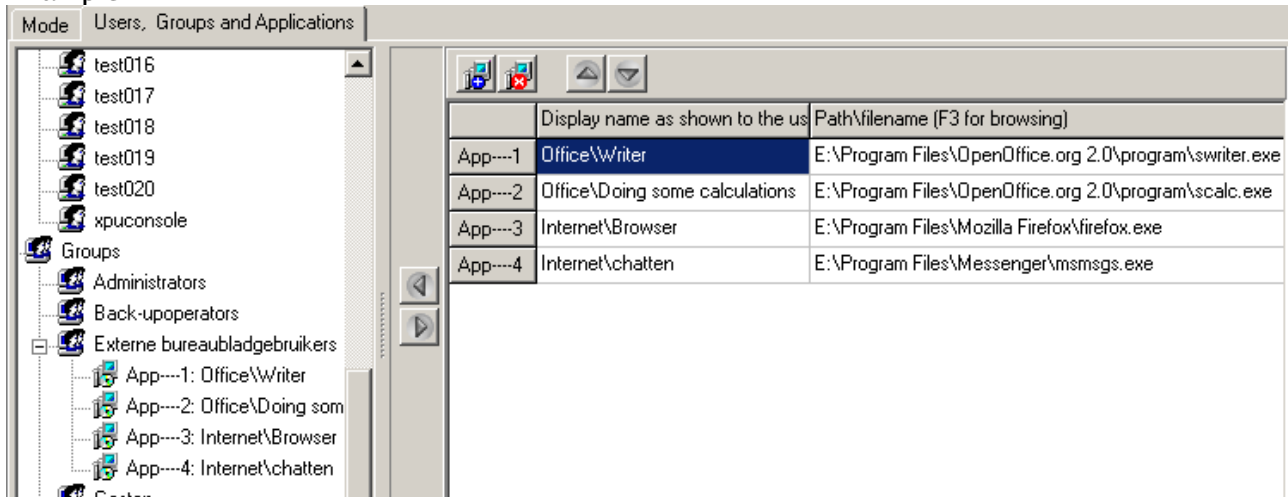 Mode Users, Groups and Applications
test016
test017
test018
test019
test020
xpuconsole
Groups
Administrators
Back-upoperators
Externe bureaubladgebruikers
App----1: Office\Writer
App----2: Office\Doing som
App----3: Internet\Browser
App----4: Internet\chatten
Display name as shown to the us Path\filename (F3 for browsing)
App----1 Office\Writer E:\Program Files\OpenOffice.org 2.0\program\swriter.exe
App----2 Office\Doing some calculations E:\Program Files\OpenOffice.org 2.0\program\scalc.exe
App----3 Internet\Browser E:\Program Files\Mozilla Firefox\firefox.exe
App----4 Internet\chatten E:\Program Files\Messenger\msmsgs.exe